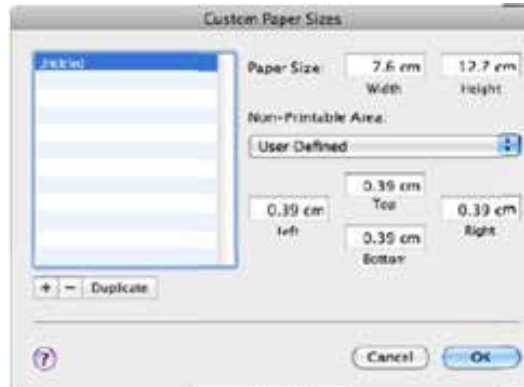 Custom Paper Sizes
Untitled
Paper Size: 7.6 cm 12.7 cm
Width Height
Non-Printable Area:
User Defined
0.39 cm
Top
0.39 cm 0.39 cm
Left Right
0.39 cm
Bottom
+ − Duplicate
? Cancel OK